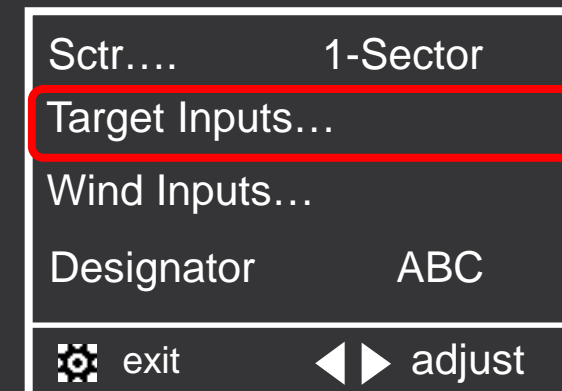 Sctr…. 1-Sector
Target Inputs…
Wind Inputs…
Designator ABC
exit adjust